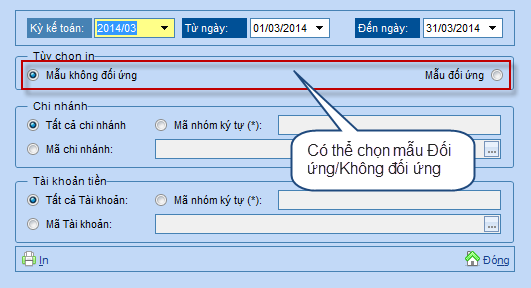 Kỳ kế toán: 2014/03 Từ ngày: 01/03/2014 Đến ngày: 31/03/2014
Tùy chọn in
Mẫu không đối ứng Mẫu đối ứng
Chi nhánh
Tất cả chi nhánh Mã nhóm ký tự (*):
Mã chi nhánh: ...
Có thể chọn mẫu Đối
ứng/Không đối ứng
Tài khoản tiền
Tất cả Tài khoản: Mã nhóm ký tự (*):
Mã Tài khoản: ...
In Đóng